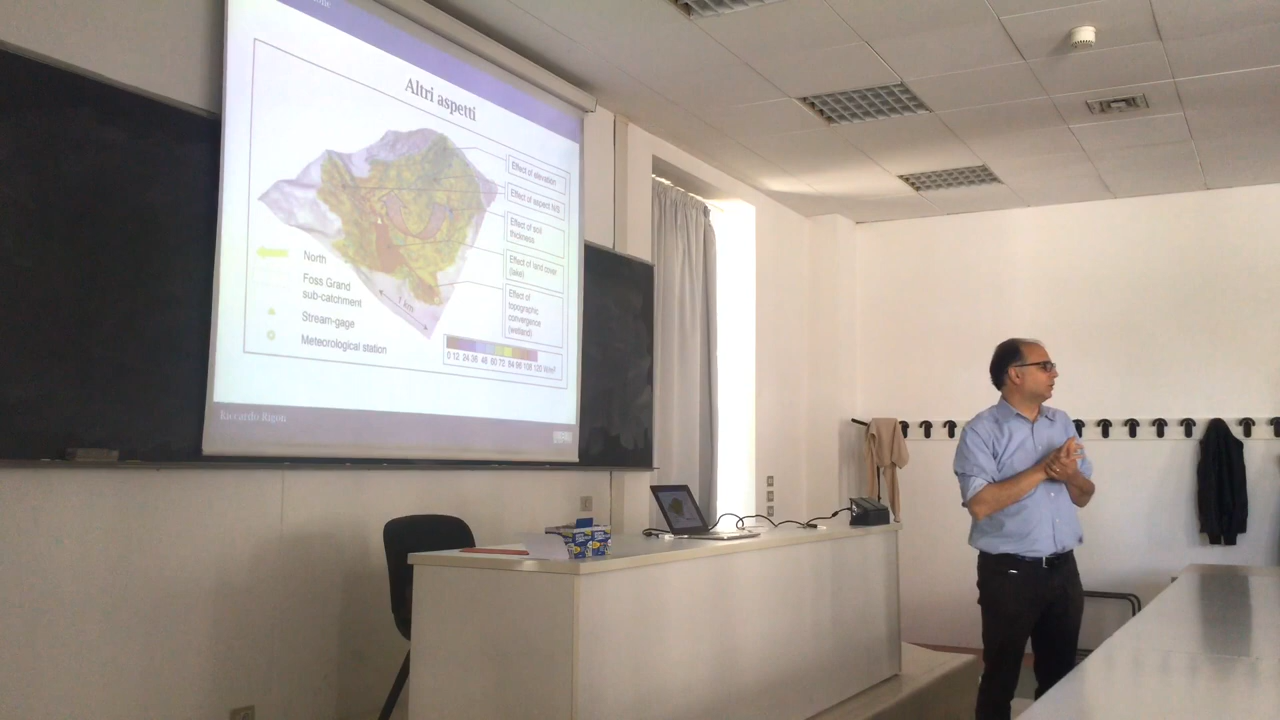 Altri aspetti
Effect of elevation
Effect of aspect N/S
Effect of soil
thickness
Effect of land cover
(lake)
Effect of
topographic
convergence
(wetland)
North
Foss Grand
sub-catchment
Stream-gage
Meteorological station
1 km
0 12 24 36 48 60 72 84 96 108 120 W/m²
Riccardo Rigon